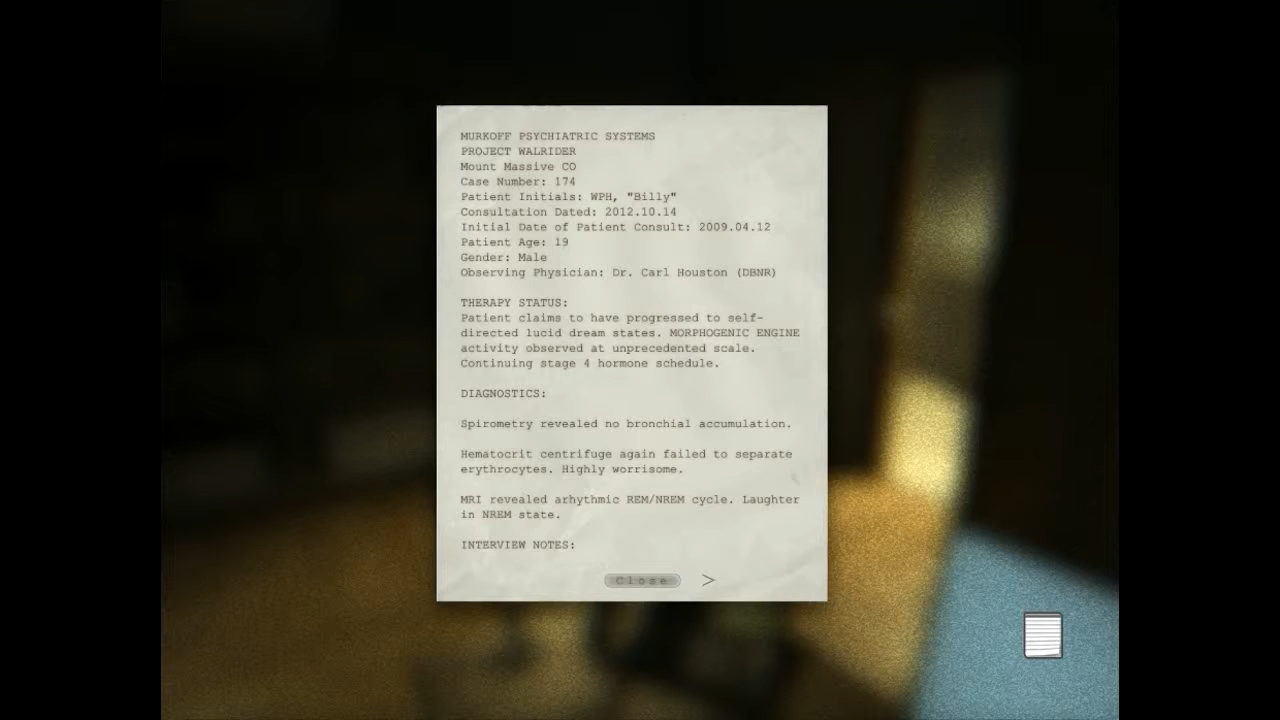 MURKOFF PSYCHIATRIC SYSTEMS
PROJECT WALRIDER
Mount Massive CO
Case Number: 174
Patient Initials: WPH, "Billy"
Consultation Dated: 2012.10.14
Initial Date of Patient Consult: 2009.04.12
Patient Age: 19
Gender: Male
Observing Physician: Dr. Carl Houston (DBNR)
THERAPY STATUS:
Patient claims to have progressed to self-
directed lucid dream states. MORPHOGENIC ENGINE
activity observed at unprecedented scale.
Continuing stage 4 hormone schedule.
DIAGNOSTICS:
Spirometry revealed no bronchial accumulation.
Hematocrit centrifuge again failed to separate
erythrocytes. Highly worrisome.
MRI revealed arhythmic REM/NREM cycle. Laughter
in NREM state.
INTERVIEW NOTES:
Close >